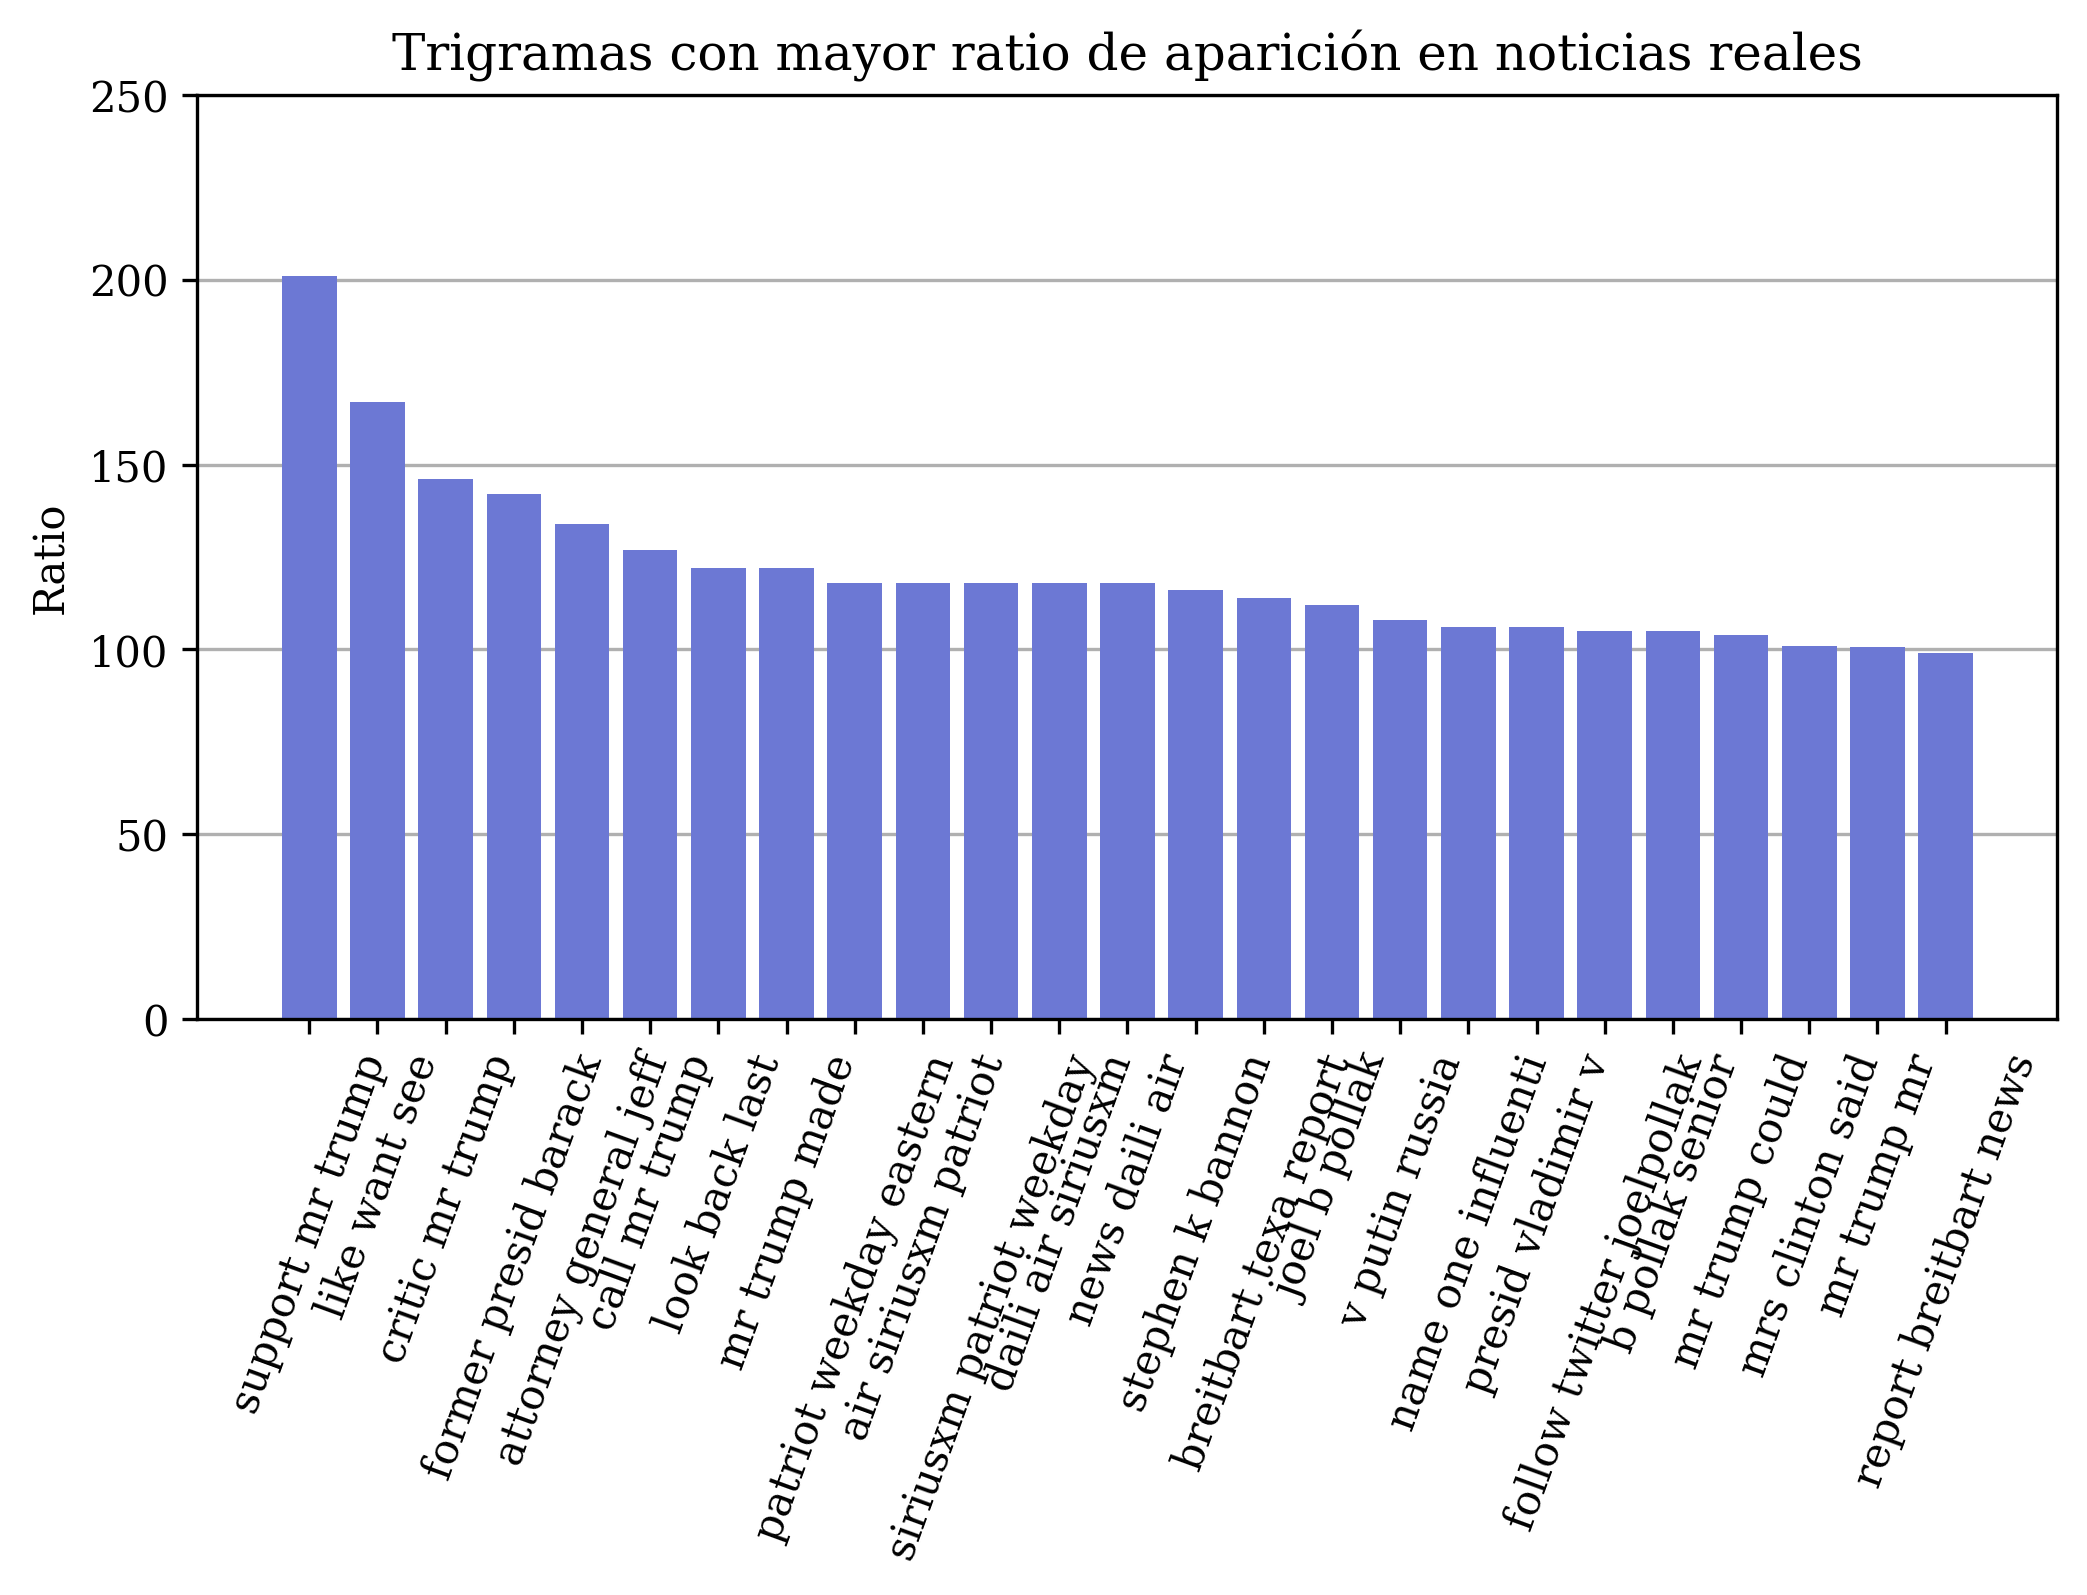 Trigramas con mayor ratio de aparición en noticias reales
Ratio
250
200
150
100
50
0
support mr trump
like want see
critic mr trump
former presid barack
attorney general jeff
call mr trump
look back last
mr trump made
patriot weekday eastern
air siriusxm patriot
siriusxm patriot weekday
daili air siriusxm
news daili air
stephen k bannon
breitbart texa report
joel b pollak
v putin russia
name one influenti
presid vladimir v
follow twitter joelpollak
b pollak senior
mr trump could
mrs clinton said
mr trump mr
report breitbart news